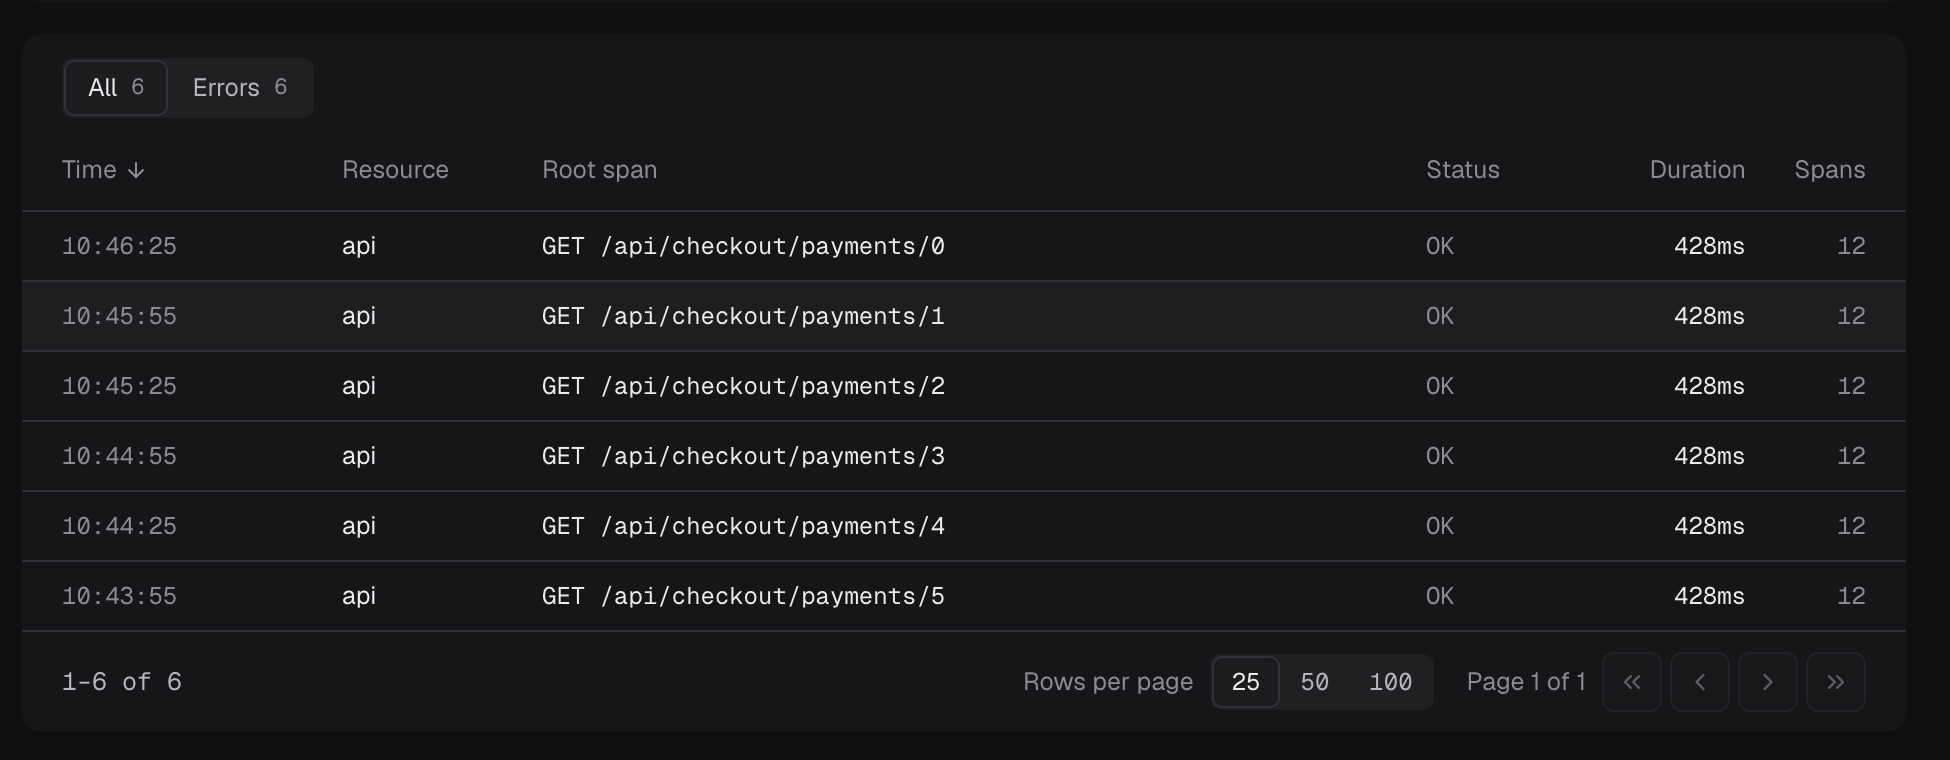 All 6 Errors 6
Time ↓ Resource Root span Status Duration Spans
10:46:25 api GET /api/checkout/payments/0 OK 428ms 12
10:45:55 api GET /api/checkout/payments/1 OK 428ms 12
10:45:25 api GET /api/checkout/payments/2 OK 428ms 12
10:44:55 api GET /api/checkout/payments/3 OK 428ms 12
10:44:25 api GET /api/checkout/payments/4 OK 428ms 12
10:43:55 api GET /api/checkout/payments/5 OK 428ms 12
1–6 of 6 Rows per page 25 50 100 Page 1 of 1 « ‹ › »